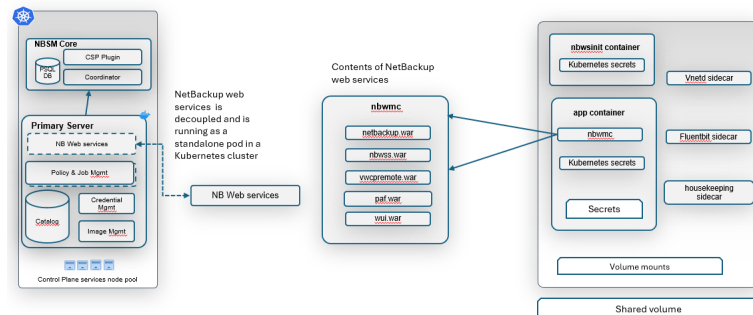 NBSM Core
PSQL
DB
CSP Plugin
Coordinator
Primary Server
NB Web services
Policy & Job Mgmt
Catalog
Credential
Mgmt
Image Mgmt
Control Plane services node pool
NetBackup web
services is
decoupled and is
running as a
standalone pod in a
Kubernetes cluster
NB Web services
Contents of NetBackup
web services
nbwmc
netbackup.war
nbwss.war
vwcpremote.war
paf.war
wui.war
nbwsinit container
Kubernetes secrets
app container
nbwmc
Kubernetes secrets
Secrets
Vnetd sidecar
Fluentbit sidecar
housekeeping
sidecar
Volume mounts
Shared volume